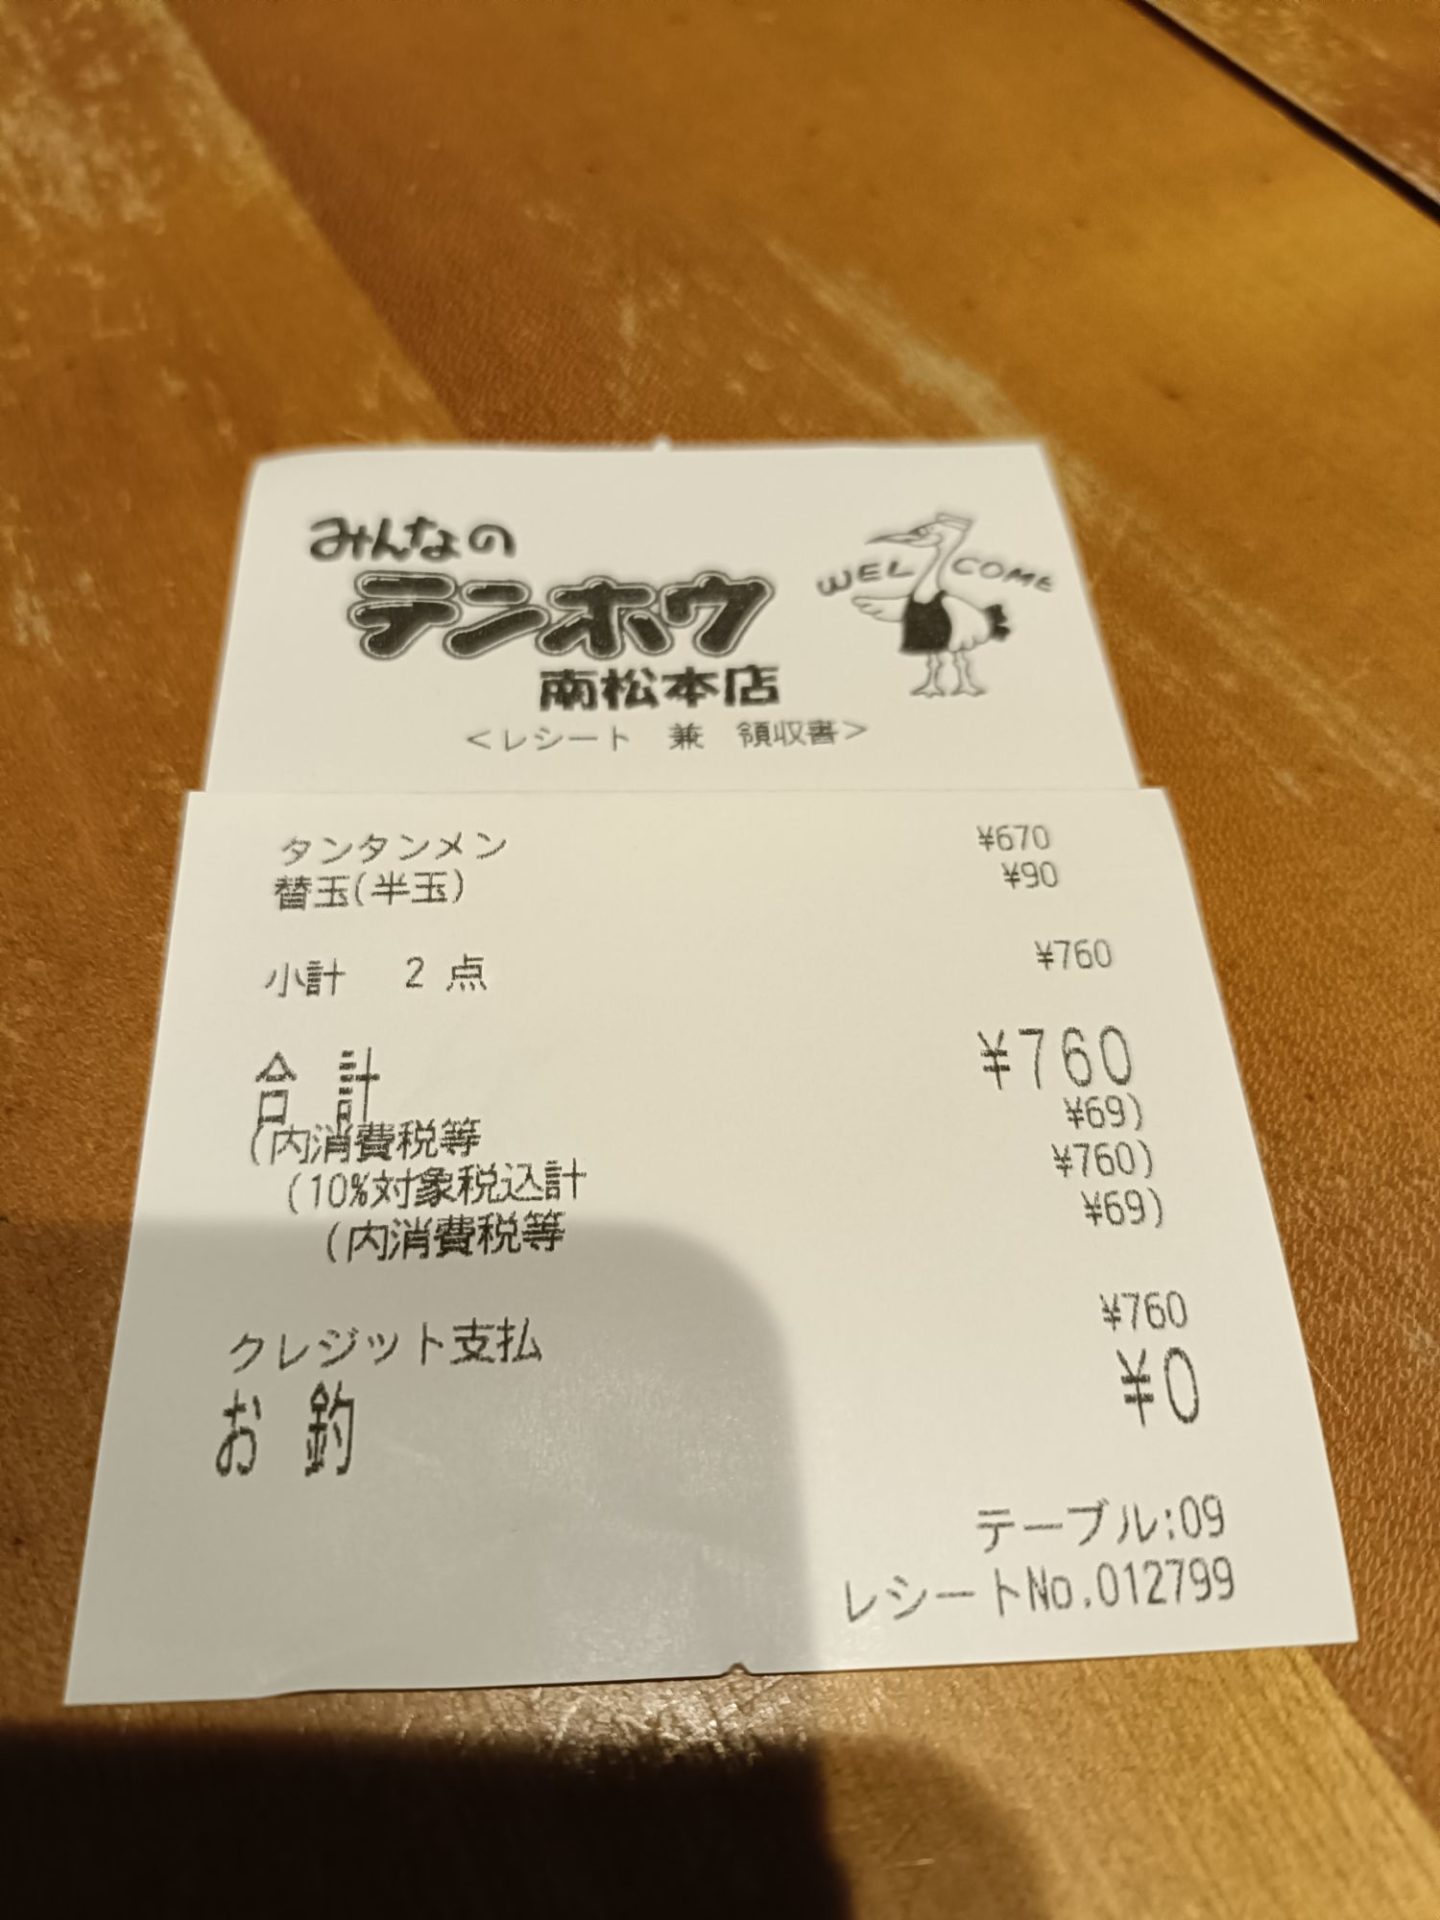 みんなの
テンホウ
WELCOME
南松本店
<レシート 兼 領収書>
タンタンメン ¥670
替玉(半玉) ¥90
小計 2 点 ¥760
合 計 ¥760
(内消費税等 ¥69)
(10%対象税込計 ¥760)
(内消費税等 ¥69)
クレジット支払 ¥760
お 釣 ¥0
テーブル:09
レシートNo.012799